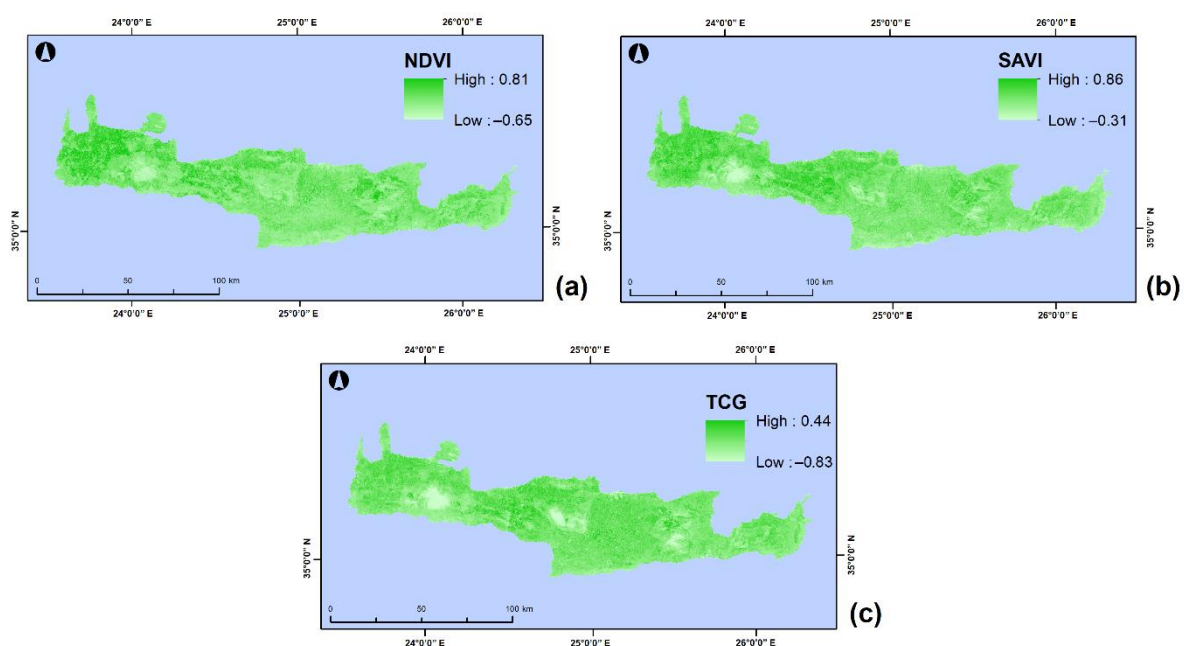 24°0'0" E 25°0'0" E 26°0'0" E
NDVI
High : 0.81
Low : –0.65
35°0'0" N
35°0'0" N
0 50 100 km
24°0'0" E 25°0'0" E 26°0'0" E
(a)
24°0'0" E 25°0'0" E 26°0'0" E
SAVI
High : 0.86
Low : –0.31
35°0'0" N
35°0'0" N
0 50 100 km
24°0'0" E 25°0'0" E 26°0'0" E
(b)
24°0'0" E 25°0'0" E 26°0'0" E
TCG
High : 0.44
Low : –0.83
35°0'0" N
35°0'0" N
0 50 100 km
24°0'0" E 25°0'0" E 26°0'0" E
(c)